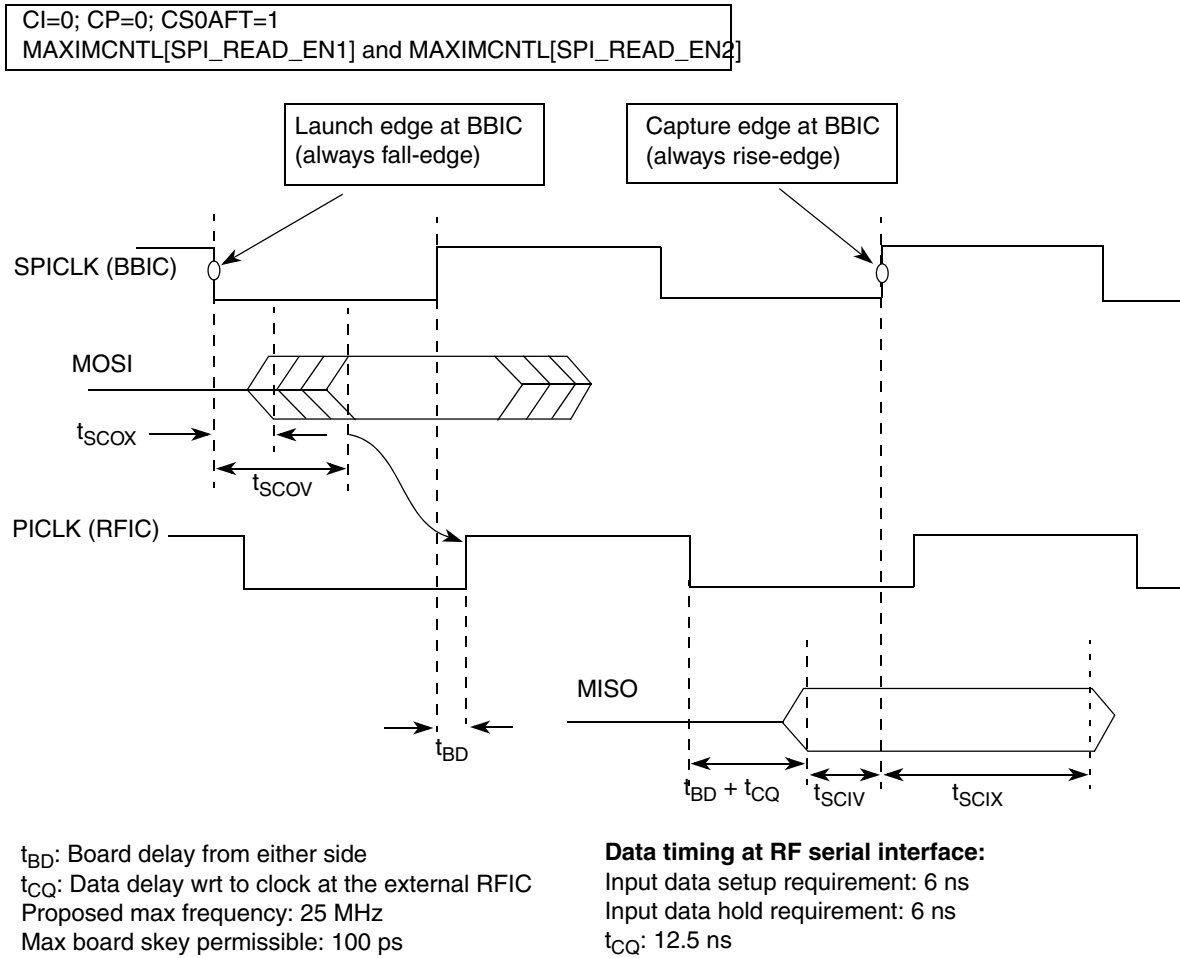 CI=0; CP=0; CS0AFT=1
MAXIMCNTL[SPI_READ_EN1] and MAXIMCNTL[SPI_READ_EN2]
Launch edge at BBIC
(always fall-edge)
Capture edge at BBIC
(always rise-edge)
SPICLK (BBIC)
MOSI
tSCOX
tSCOV
PICLK (RFIC)
MISO
tBD
tBD + tCQ
tSCIV
tSCIX
tBD: Board delay from either side
tCQ: Data delay wrt to clock at the external RFIC
Proposed max frequency: 25 MHz
Max board skey permissible: 100 ps
Data timing at RF serial interface:
Input data setup requirement: 6 ns
Input data hold requirement: 6 ns
tCQ: 12.5 ns